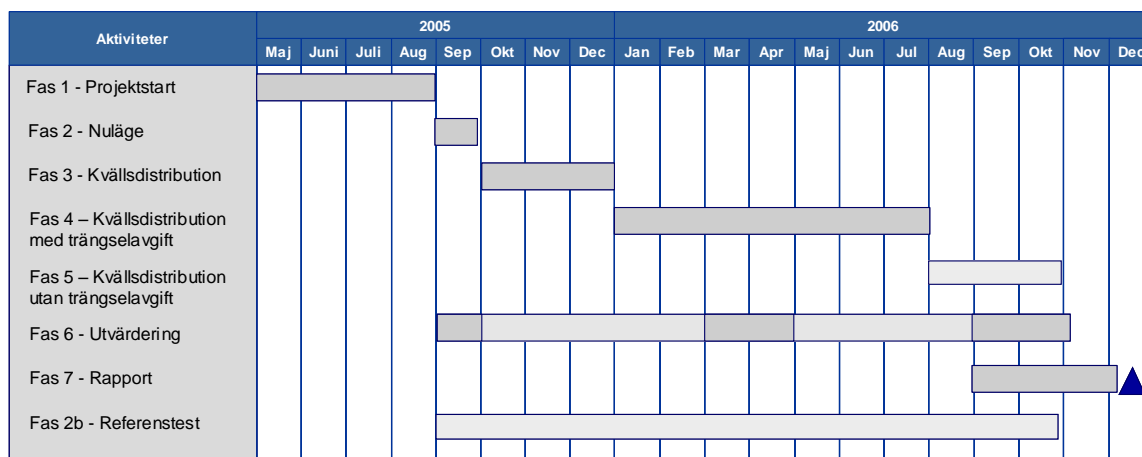 Aktiviteter
2005
2006
Maj Juni Juli Aug Sep Okt Nov Dec Jan Feb Mar Apr Maj Jun Jul Aug Sep Okt Nov Dec
Fas 1 - Projektstart
Fas 2 - Nuläge
Fas 3 - Kvällsdistribution
Fas 4 – Kvällsdistribution
med trängselavgift
Fas 5 – Kvällsdistribution
utan trängselavgift
Fas 6 - Utvärdering
Fas 7 - Rapport
Fas 2b - Referenstest